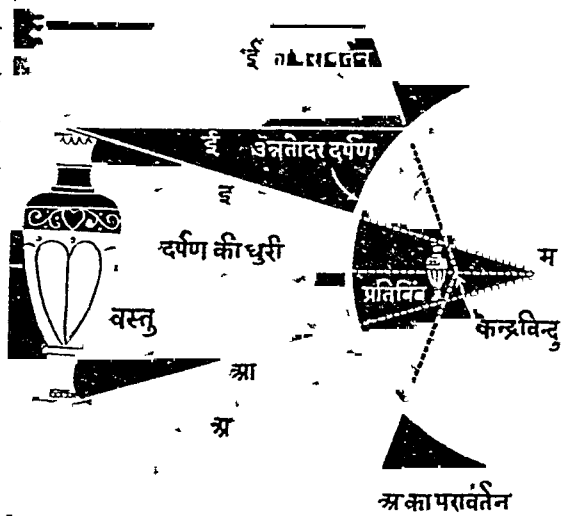 ई
ई उन्नतोदर दर्पण
इ
दर्पण की धुरी
म
प्रतिबिंब
वस्तु
केन्द्रविन्दु
आ
अ
अ का परावर्तन